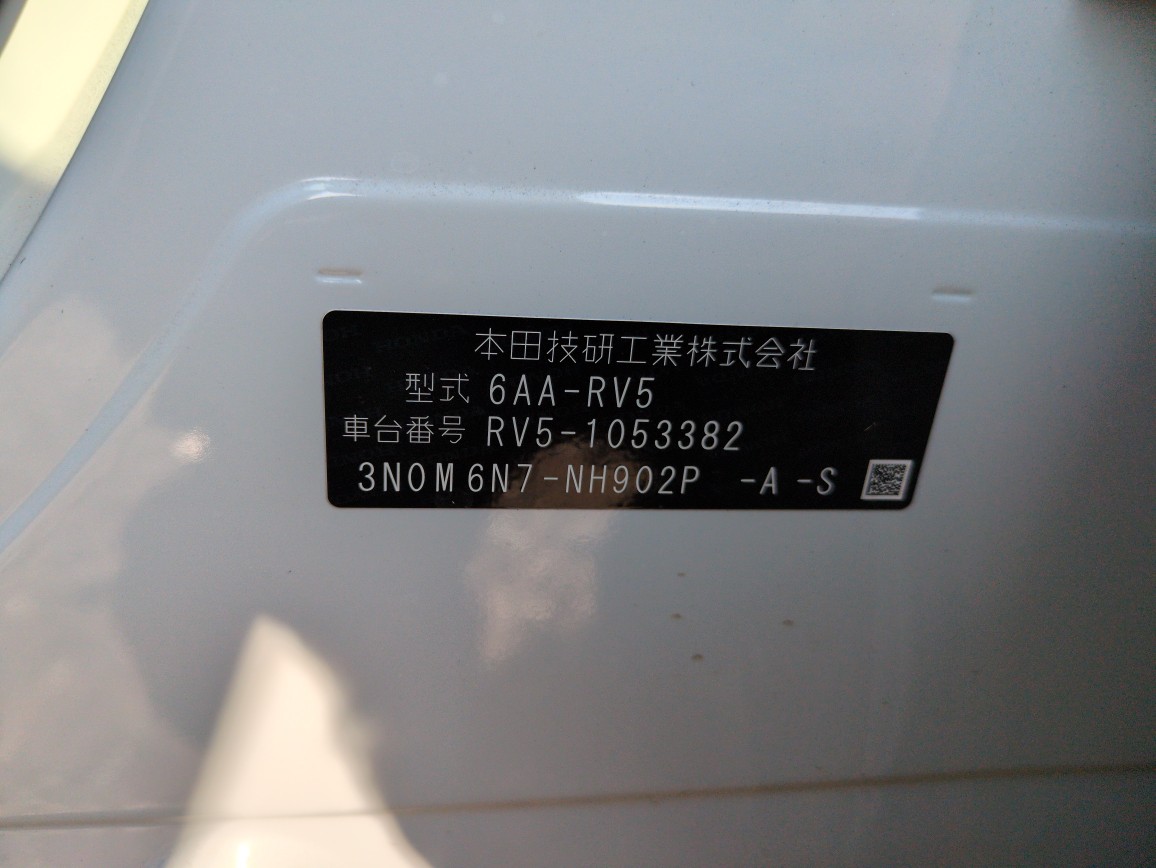 本田技研工業株式会社
型式 6AA-RV5
車台番号 RV5-1053382
3N0M6N7-NH902P -A -S